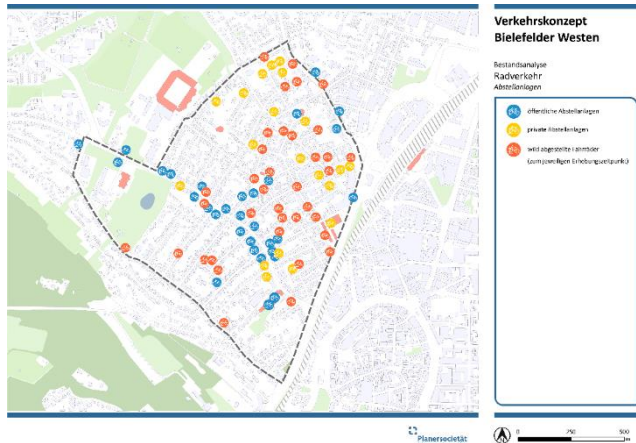 Verkehrskonzept
Bielefelder Westen
Bestandsanalyse
Radverkehr
Abstellanlagen
öffentliche Abstellanlagen
private Abstellanlagen
wild abgestellte Fahrräder
(zum jeweiligen Erhebungszeitpunkt)
Planersocietät
0 250 500